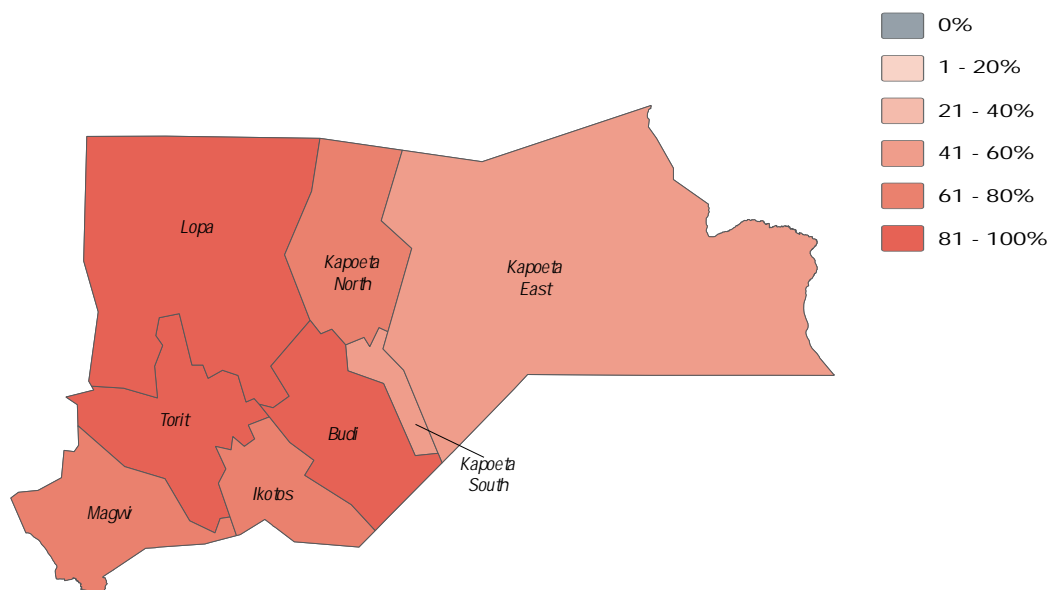 0%
1 - 20%
21 - 40%
41 - 60%
61 - 80%
81 - 100%
Lopa
Kapoeta
North
Kapoeta
East
Torit
Budi
Kapoeta
South
Ikotos
Magwi